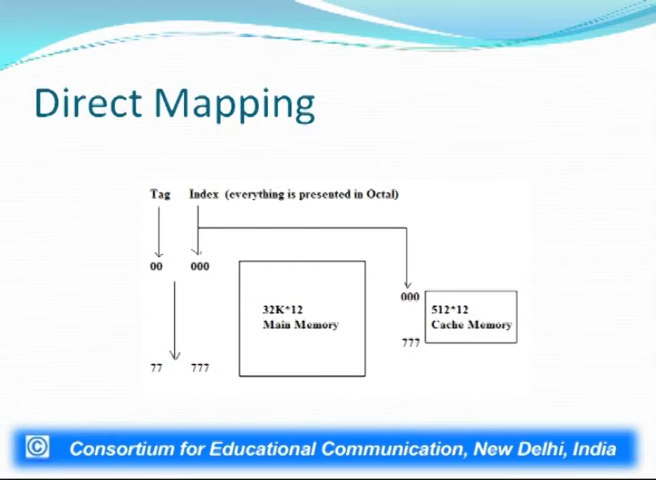 Direct Mapping
Tag Index (everything is presented in Octal)
00 000
000
32K*12
Main Memory
512*12
Cache Memory
777
77 777
© Consortium for Educational Communication, New Delhi, India